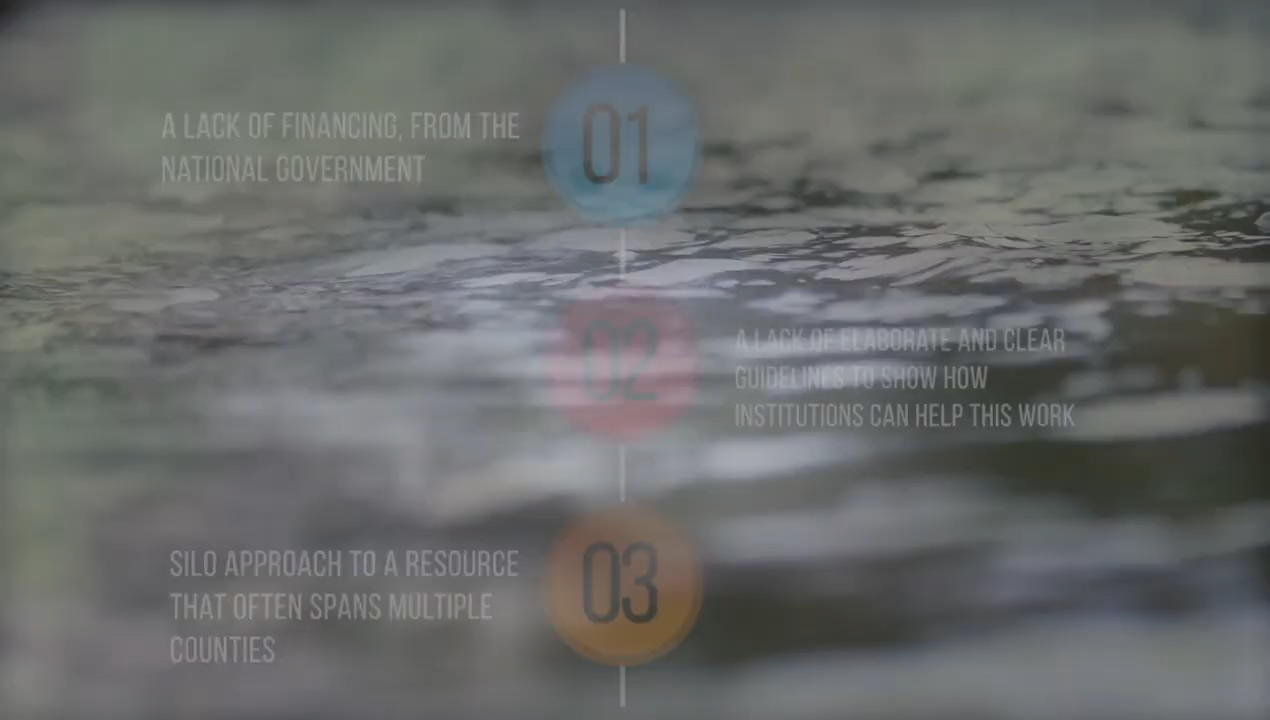 A LACK OF FINANCING, FROM THE
NATIONAL GOVERNMENT
01
02
A LACK OF ELABORATE AND CLEAR
GUIDELINES TO SHOW HOW
INSTITUTIONS CAN HELP THIS WORK
SILO APPROACH TO A RESOURCE
THAT OFTEN SPANS MULTIPLE
COUNTIES
03